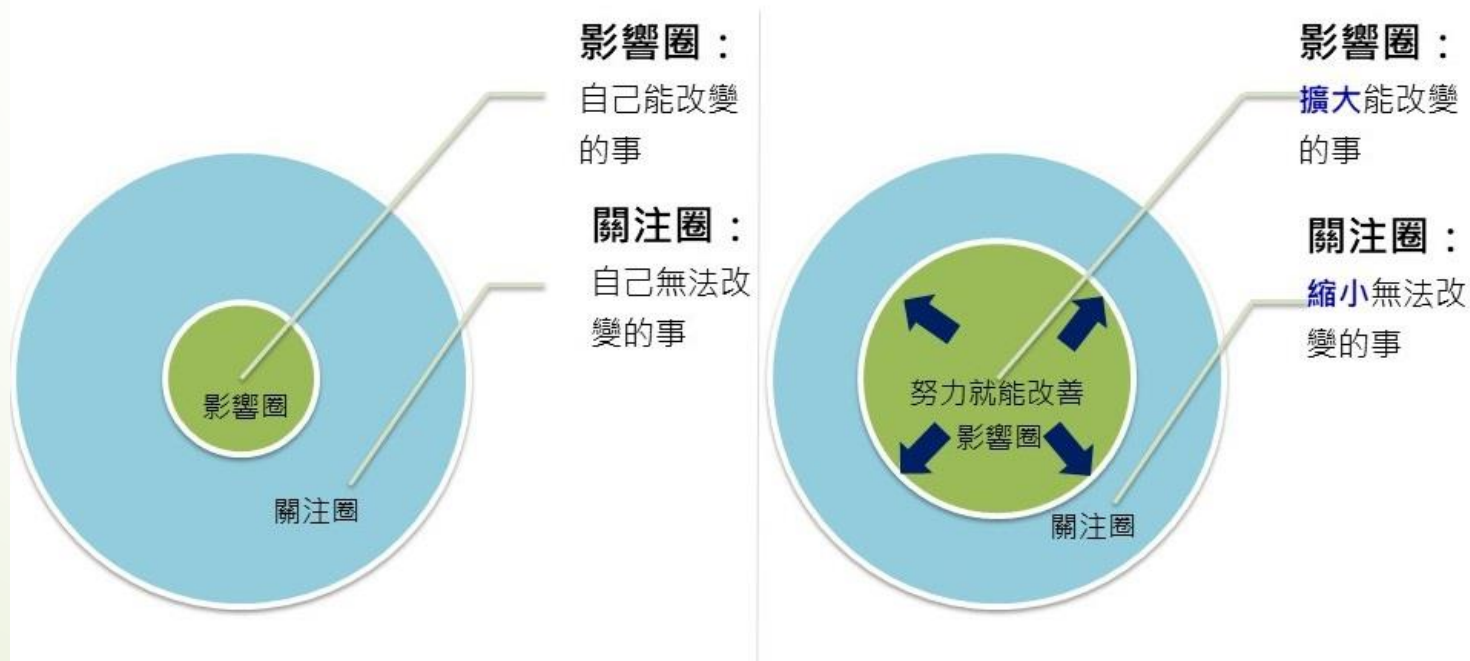 影響圈：
自己能改變
的事
關注圈：
自己無法改
變的事
影響圈
關注圈
影響圈：
擴大能改變
的事
關注圈：
縮小無法改
變的事
努力就能改善
影響圈
關注圈